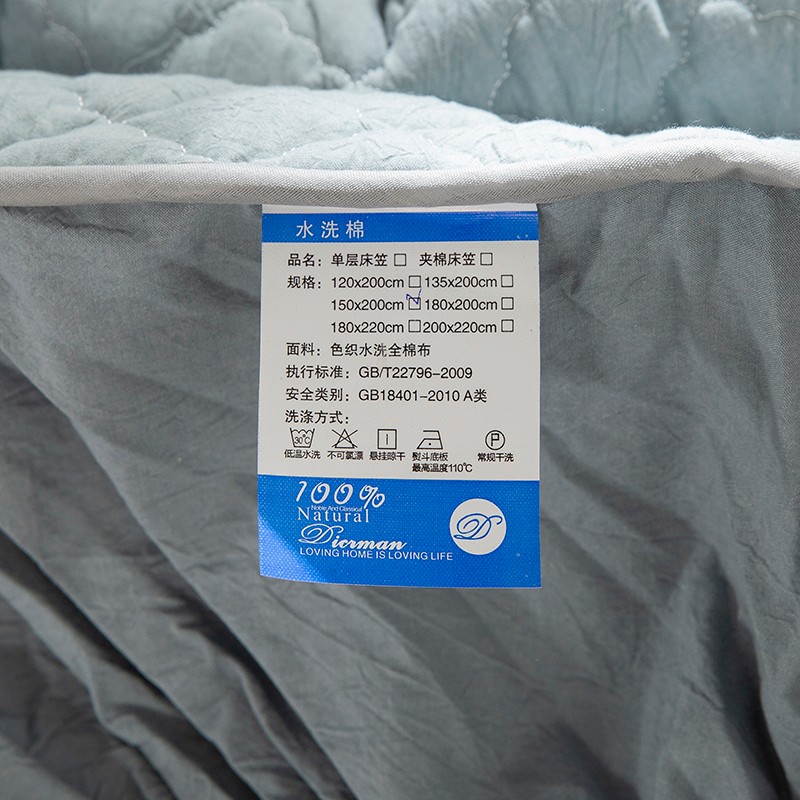 水洗棉
品名：单层床笠□ 夹棉床笠□
规格：120x200cm□135x200cm□
150x200cm□180x200cm□
180x220cm□200x220cm□
面料：色织水洗全棉布
执行标准：GB/T22796-2009
安全类别：GB18401-2010 A类
洗涤方式：
30℃ P
低温水洗 不可氯漂 悬挂晾干 熨斗底板 常规干洗
最高温度110℃
100%
Noble And Classical
Natural
Dierman
LOVING HOME IS LOVING LIFE
D